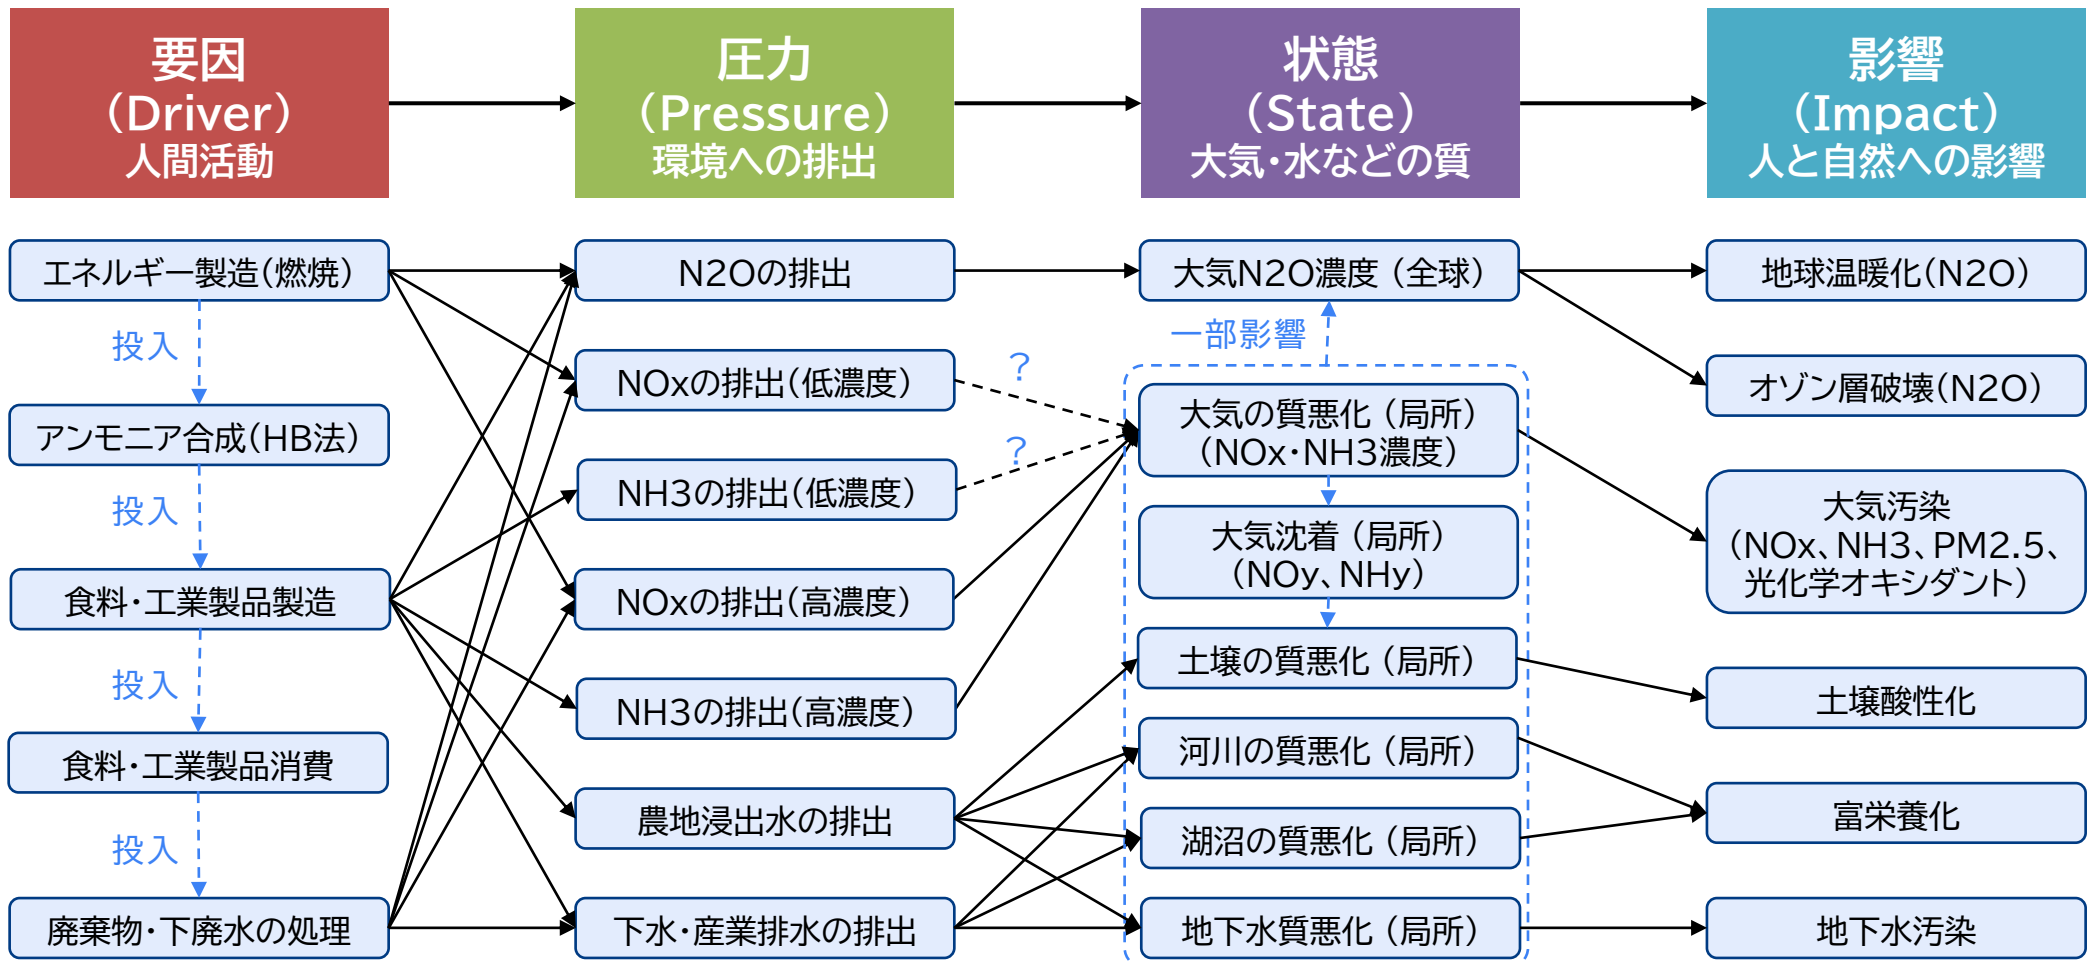 要因
（Driver）
人間活動
圧力
（Pressure）
環境への排出
状態
（State）
大気・水などの質
影響
（Impact）
人と自然への影響
エネルギー製造（燃焼）
投入
アンモニア合成（HB法）
投入
食料・工業製品製造
投入
食料・工業製品消費
投入
廃棄物・下廃水の処理
N2Oの排出
NOxの排出（低濃度）
NH3の排出（低濃度）
NOxの排出（高濃度）
NH3の排出（高濃度）
農地浸出水の排出
下水・産業排水の排出
？
？
大気N2O濃度（全球）
一部影響
大気の質悪化（局所）
（NOx・NH3濃度）
大気沈着（局所）
（NOy、NHy）
土壌の質悪化（局所）
河川の質悪化（局所）
湖沼の質悪化（局所）
地下水質悪化（局所）
地球温暖化（N2O）
オゾン層破壊（N2O）
大気汚染
（NOx、NH3、PM2.5、
光化学オキシダント）
土壌酸性化
富栄養化
地下水汚染